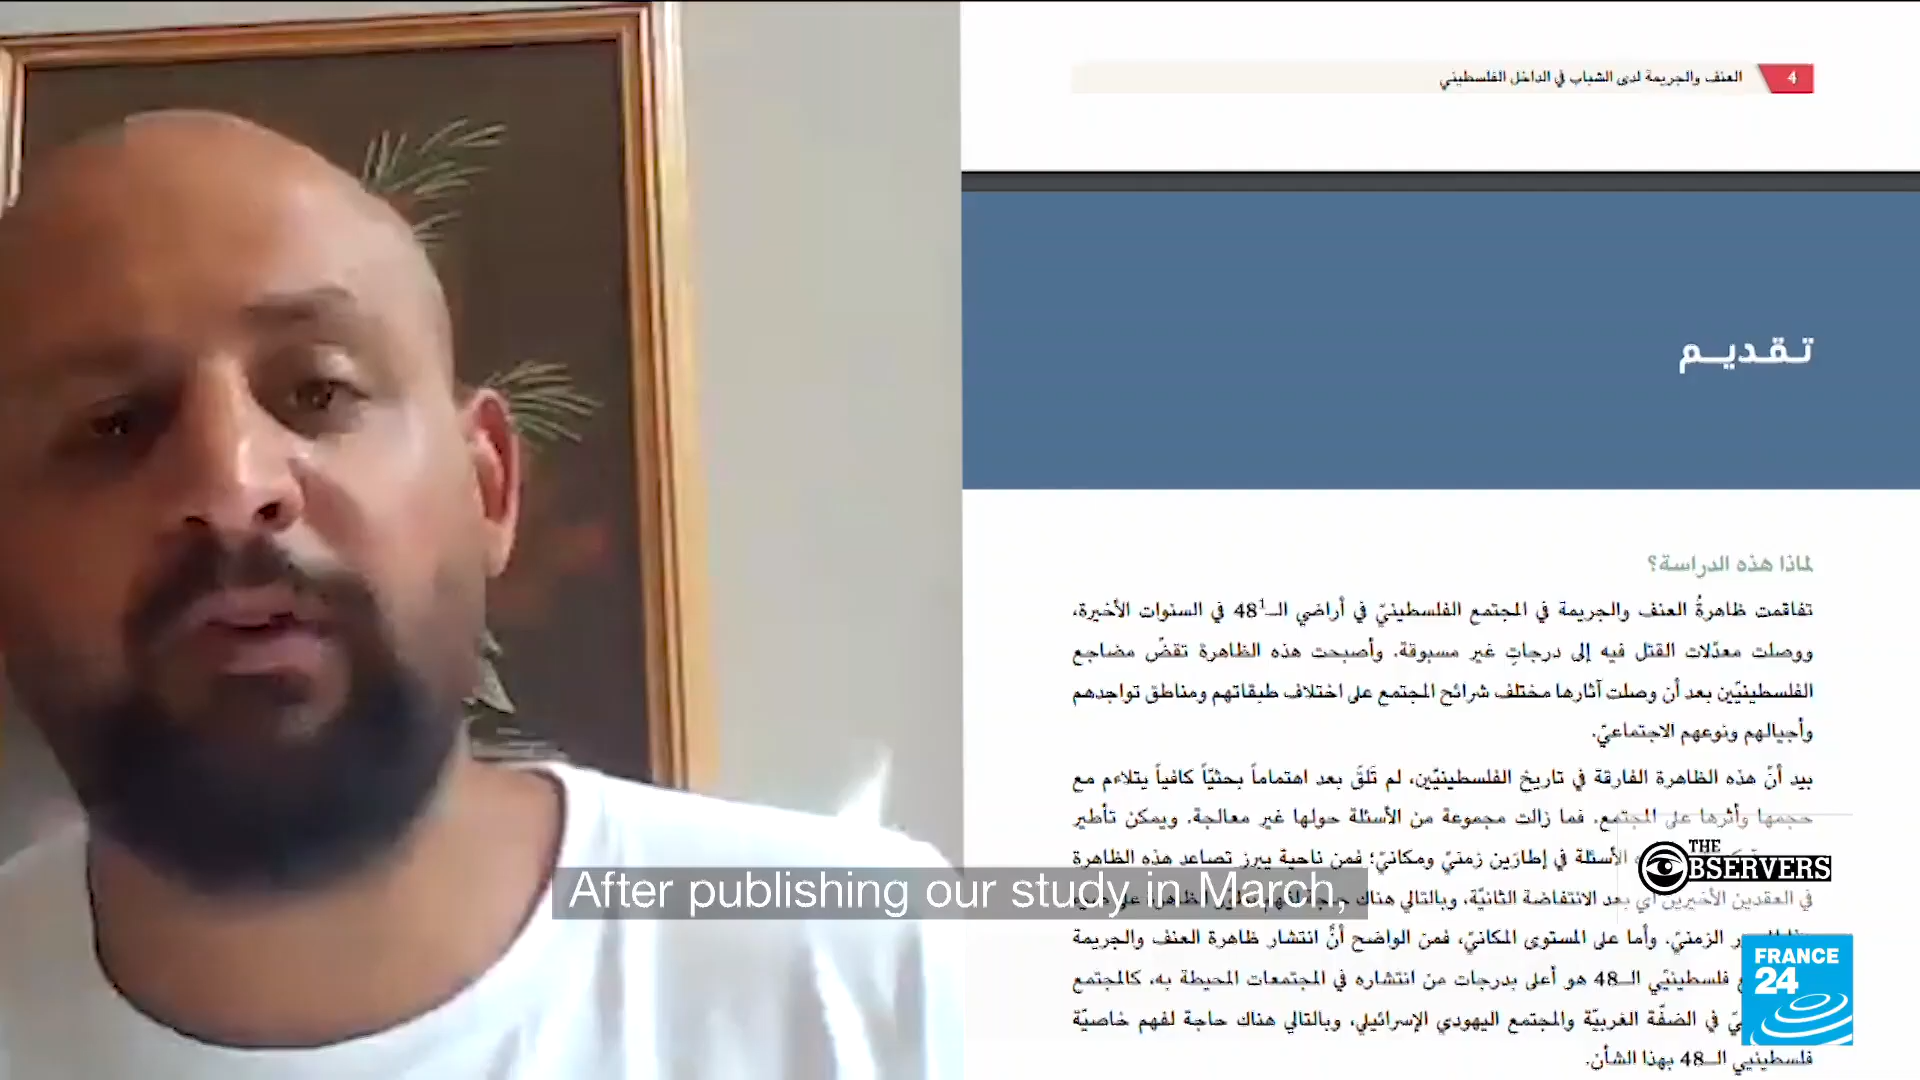 4 العنف والجريمة لدى الشباب في الداخل الفلسطيني
تقديم
لماذا هذه الدراسة؟
تفاقمت ظاهرةُ العنف والجريمة في المجتمع الفلسطينيّ في أراضي الـ48¹ في السنوات الأخيرة،
ووصلت معدّلات القتل فيه إلى درجاتٍ غير مسبوقة. وأصبحت هذه الظاهرة تقضّ مضاجع
الفلسطينيّين بعد أن وصلت آثارها مختلف شرائح المجتمع على اختلاف طبقاتهم ومناطق تواجدهم
وأجيالهم ونوعهم الاجتماعيّ.
بيد أنّ هذه الظاهرة الفارقة في تاريخ الفلسطينيّين، لم تَلقَ بعد اهتماماً بحثيّاً كافياً يتلاءم مع
حجمها وأثرها على المجتمع. فما زالت مجموعة من الأسئلة حولها غير معالجة. ويمكن تأطير
الأسئلة في إطارَين زمنيّ ومكانيّ؛ فمن ناحية يبرز تصاعد هذه الظاهرة
في العقدين الأخيرين أي بعد الانتفاضة الثانيّة، وبالتالي هناك
الزمنيّ. وأما على المستوى المكانيّ، فمن الواضح أنّ انتشار ظاهرة العنف والجريمة
فلسطينيّي الـ48 هو أعلى بدرجات من انتشاره في المجتمعات المحيطة به، كالمجتمع
في الضفّة الغربيّة والمجتمع اليهودي الإسرائيلي، وبالتالي هناك حاجة لفهم خاصيّة
فلسطينيي الـ48 بهذا الشأن.
After publishing our study in March,
THE
OBSERVERS
FRANCE
24